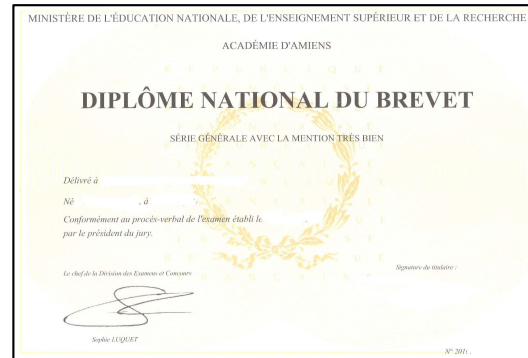 MINISTÈRE DE L'ÉDUCATION NATIONALE, DE L'ENSEIGNEMENT SUPÉRIEUR ET DE LA RECHERCHE
ACADÉMIE D'AMIENS
DIPLÔME NATIONAL DU BREVET
SÉRIE GÉNÉRALE AVEC LA MENTION TRÈS BIEN
Délivré à
Né , à
Conformément au procès-verbal de l'examen établi le
par le président du jury.
Le chef de la Division des Examens et Concours
Signature du titulaire :
Sophie LUQUET
N° 201